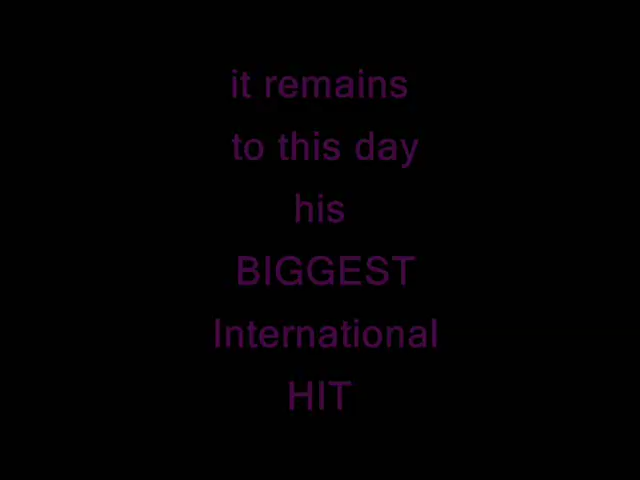 it remains
to this day
his
BIGGEST
International
HIT